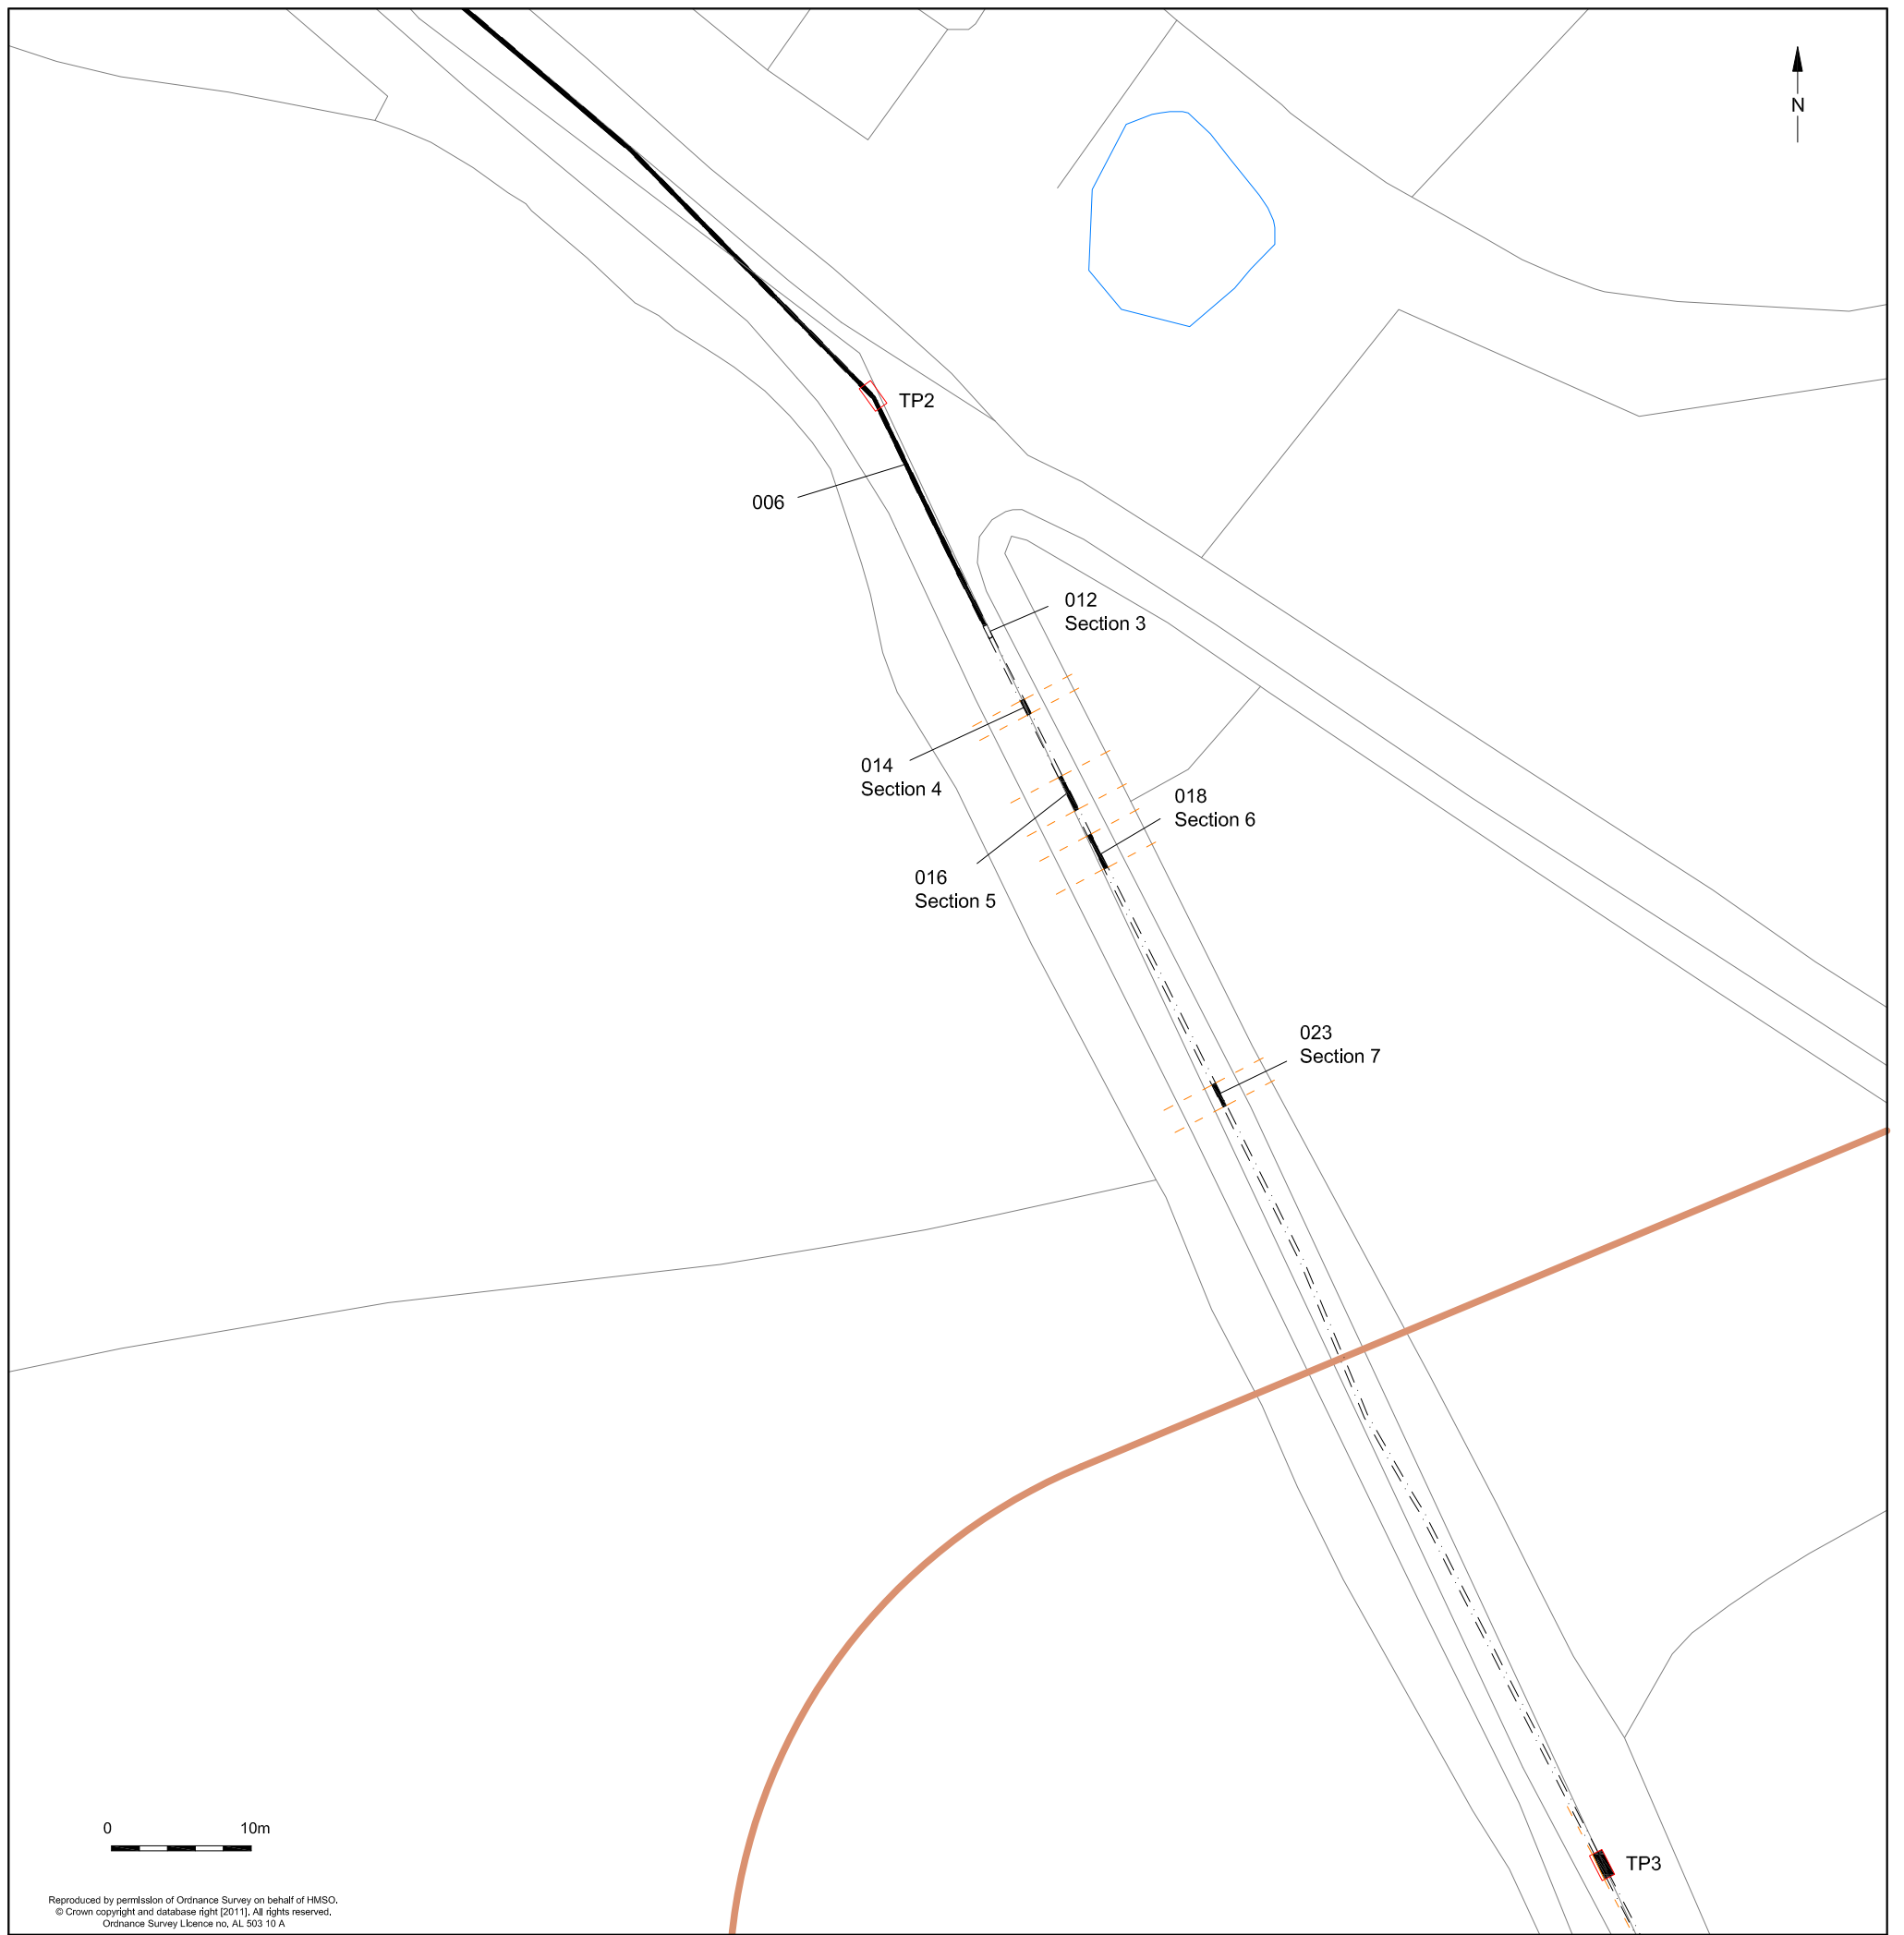 N
TP2
006
012
Section 3
014
Section 4
018
Section 6
016
Section 5
023
Section 7
0 10m
TP3
Reproduced by permission of Ordnance Survey on behalf of HMSO.
© Crown copyright and database right [2011]. All rights reserved.
Ordnance Survey Licence no. AL 503 10 A